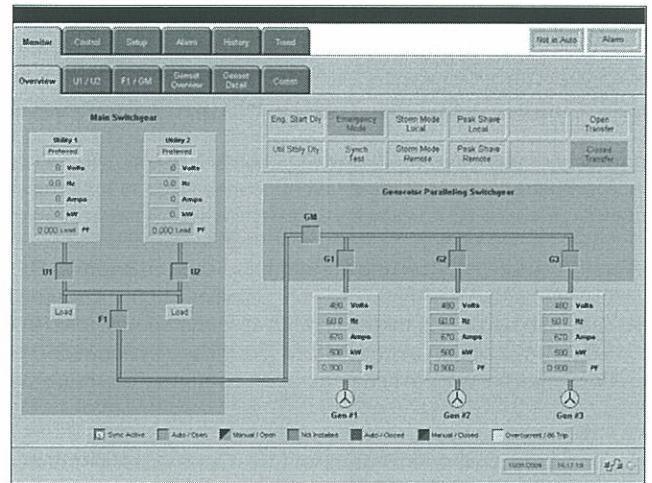 Monitor Control Setup Alarm History Trend Not in Auto Alarm
Overview U1 / U2 F1 / GM Genset Overview Genset Detail Comm
Main Switchgear
Utility 1 Utility 2
Preferred Preferred
0 Volts 0 Volts
0.0 Hz 0.0 Hz
0 Amps 0 Amps
0 kW 0 kW
0.000 Lead PF 0.000 Lead PF
U1 U2
Load Load
F1
Eng. Start Dly Emergency Mode Storm Mode Local Peak Shave Local Open Transfer
Util Stbly Dly Synch Test Storm Mode Remote Peak Shave Remote Closed Transfer
Generator Paralleling Switchgear
GM
G1 G2 G3
480 Volts 480 Volts 480 Volts
60.0 Hz 60.0 Hz 60.0 Hz
670 Amps 670 Amps 670 Amps
500 kW 500 kW 500 kW
0.900 PF 0.900 PF 0.900 PF
Gen #1 Gen #2 Gen #3
Sync Active Auto / Open Manual / Open Not Installed Auto / Closed Manual / Closed Overcurrent / 86 Trip